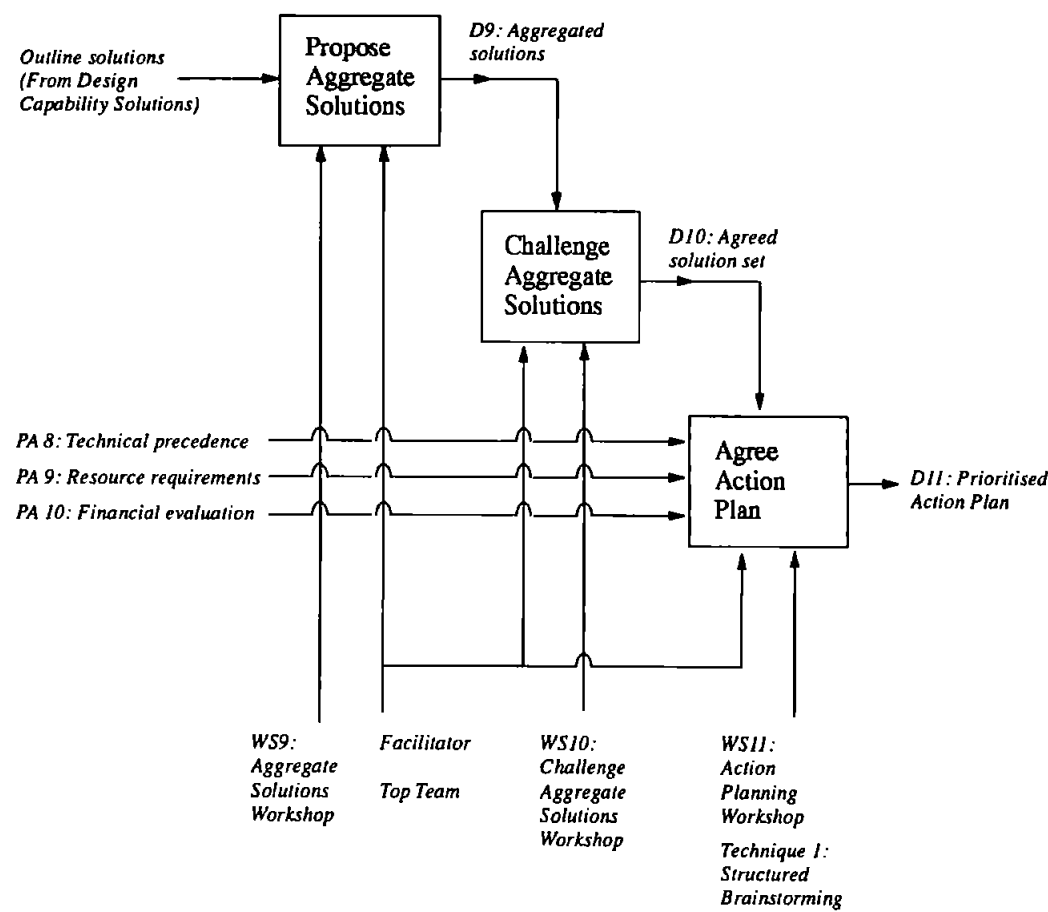 Propose
Aggregate
Solutions
D9: Aggregated
solutions
Outline solutions
(From Design
Capability Solutions)
Challenge
Aggregate
Solutions
D10: Agreed
solution set
PA 8: Technical precedence
PA 9: Resource requirements
PA 10: Financial evaluation
Agree
Action
Plan
D11: Prioritised
Action Plan
WS9:
Aggregate
Solutions
Workshop
Facilitator
Top Team
WS10:
Challenge
Aggregate
Solutions
Workshop
WS11:
Action
Planning
Workshop
Technique 1:
Structured
Brainstorming